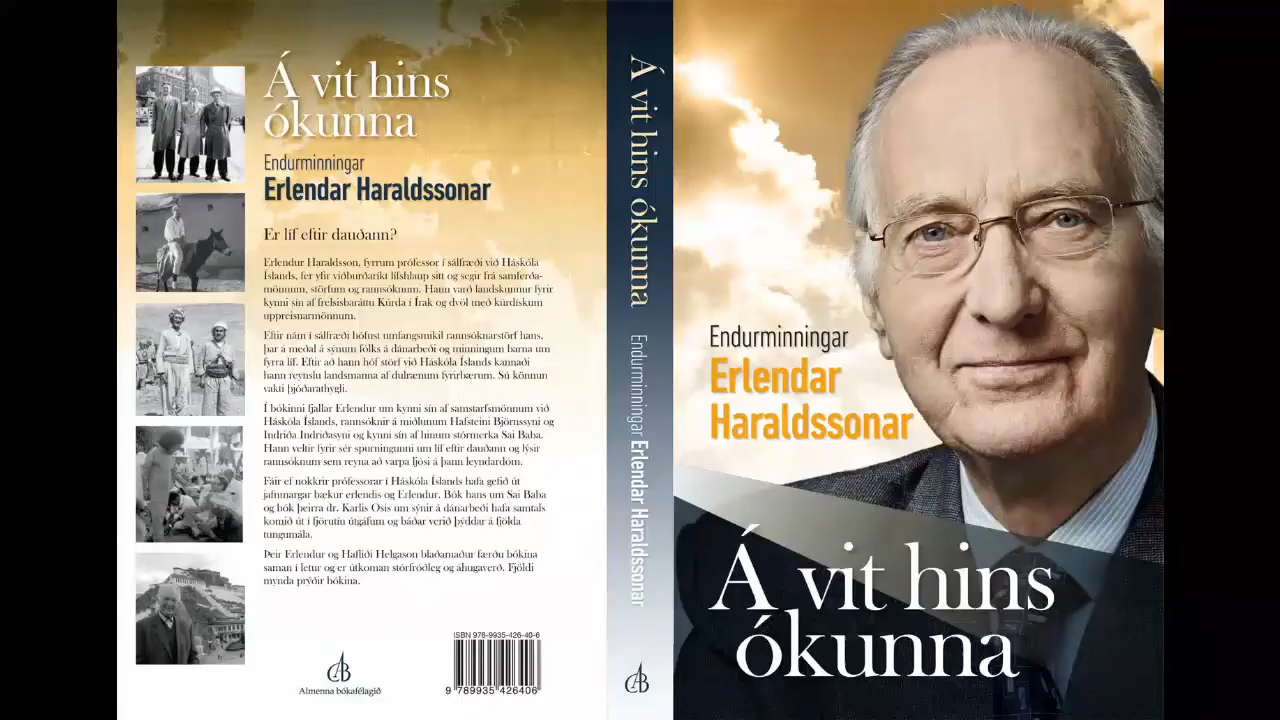 Á vit hins
ókunna
Endurminningar
Erlendar Haraldssonar
Er líf eftir dauðann?
Erlendur Haraldsson, fyrrum prófessor í sálfræði við Háskóla
Íslands, fer yfir viðburðaríkt lífshlaup sitt og segir frá samferða-
mönnum, störfum og rannsóknum. Hann varð landskunnur fyrir
kynni sín af frelsisbaráttu Kúrda í Írak og dvöl með kúrdískum
uppreisnarmönnum.
Eftir nám í sálfræði hófust umfangsmikil rannsóknarstörf hans,
þar á meðal á sýnum fólks á dánarbeði og minningum barna um
fyrra líf. Eftir að hann hóf störf við Háskóla Íslands kannaði
hann reynslu landsmanna af dulrænum fyrirbærum. Sú könnun
vakti þjóðarathygli.
Í bókinni fjallar Erlendur um kynni sín af samstarfsmönnum við
Háskóla Íslands, rannsóknir á miðlunum Hafsteini Björnssyni og
Indriða Indriðasyni og kynni sín af hinum stórmerka Sai Baba.
Hann veltir fyrir sér spurningunni um líf eftir dauðann og lýsir
rannsóknum sem reyna að varpa ljósi á þann leyndardóm.
Fáir ef nokkrir prófessorar í Háskóla Íslands hafa gefið út
jafnmargar bækur erlendis og Erlendur. Bók hans um Sai Baba
og bók þeirra dr. Karlis Osis um sýnir á dánarbeði hafa samtals
komið út í fjörutíu útgáfum og báðar verið þýddar á fjölda
tungumála.
Þeir Erlendur og Hafliði Helgason blaðamaður færðu bókina
saman í letur og er útkoman stórfróðleg og áhugaverð. Fjöldi
mynda prýðir bókina.
AB
Almenna bókafélagið
ISBN 978-9935-426-40-6
9 789935 426406
Á vit hins ókunna
Endurminningar Erlendar Haraldssonar
AB
Endurminningar
Erlendar
Haraldssonar
Á vit hins
ókunna